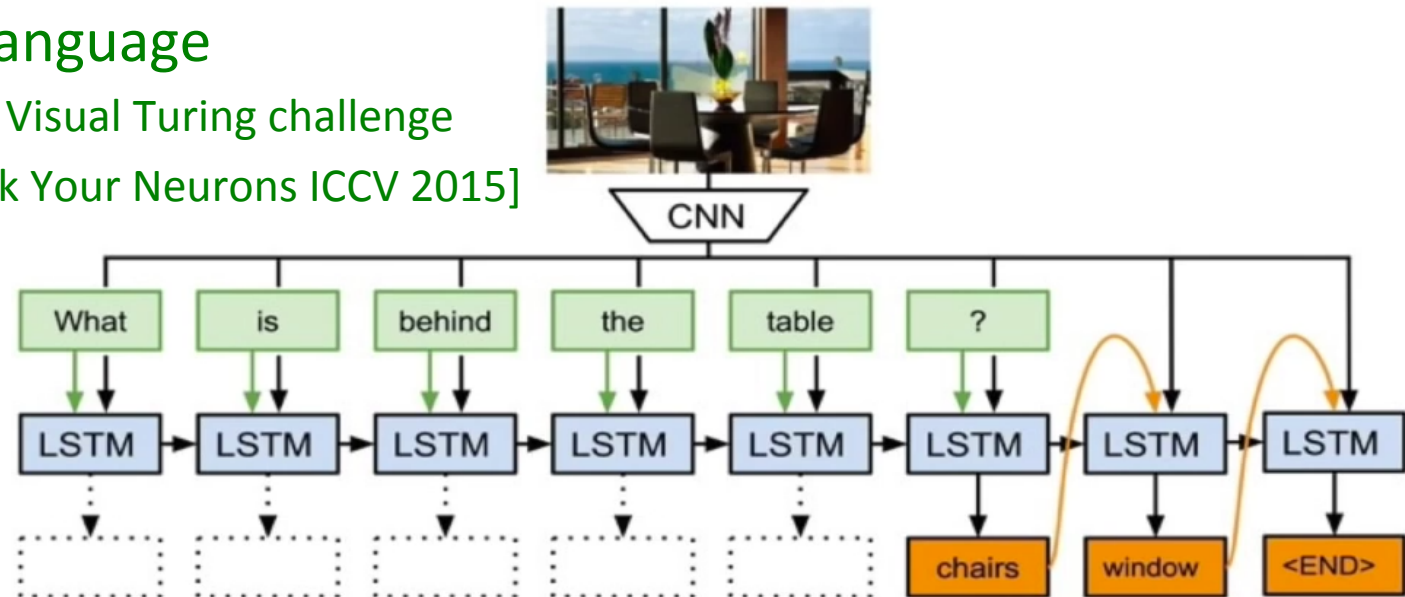 anguage
Visual Turing challenge
k Your Neurons ICCV 2015]
CNN
What is behind the table ?
LSTM LSTM LSTM LSTM LSTM LSTM LSTM LSTM
chairs window <END>